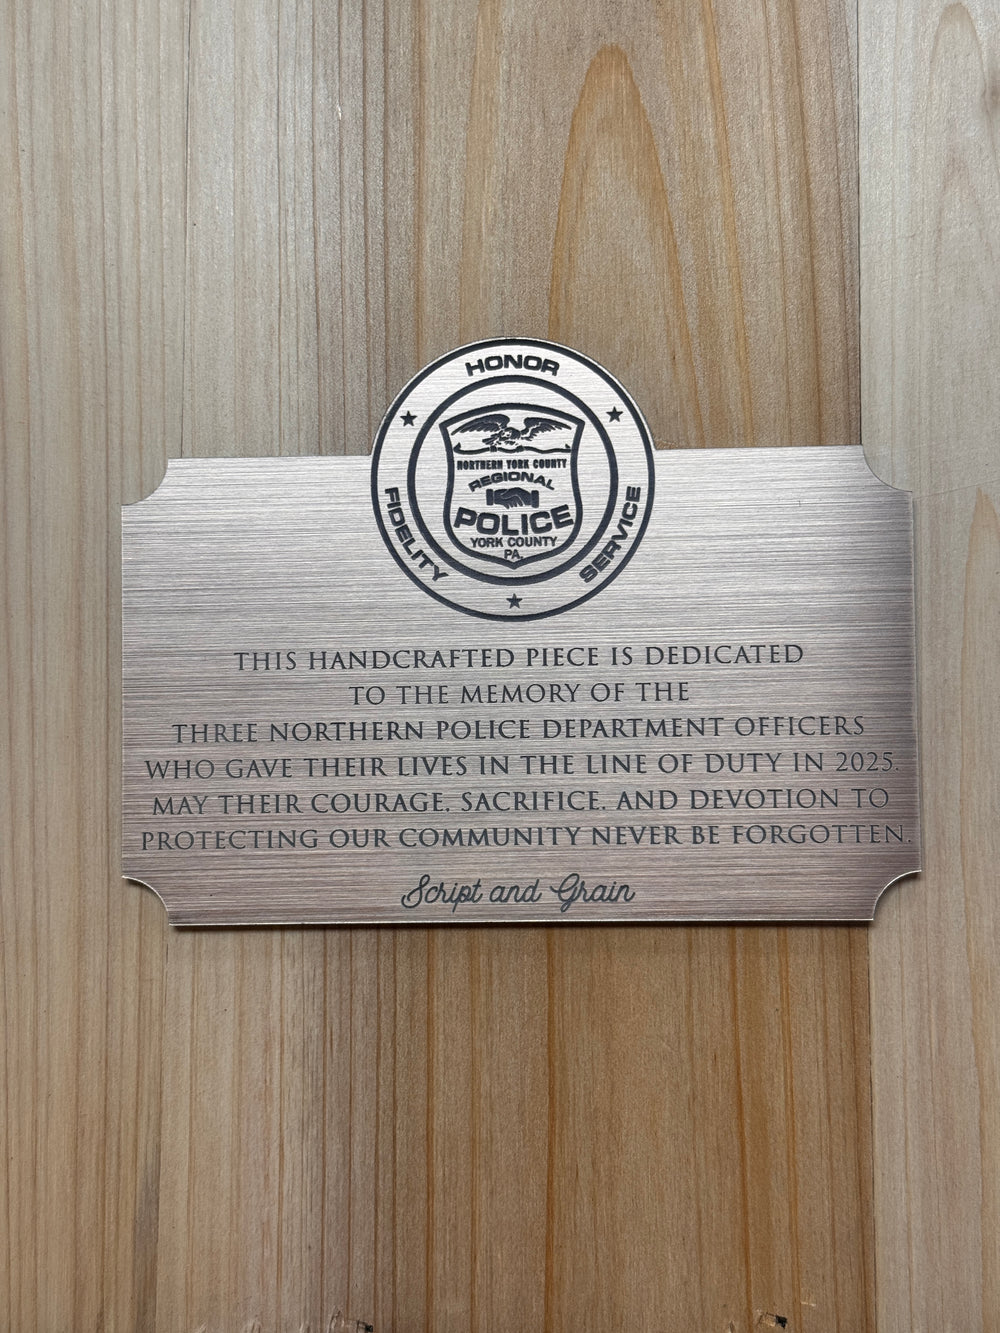 HONOR
FIDELITY
SERVICE
NORTHERN YORK COUNTY
REGIONAL
POLICE
YORK COUNTY
PA.
THIS HANDCRAFTED PIECE IS DEDICATED
TO THE MEMORY OF THE
THREE NORTHERN POLICE DEPARTMENT OFFICERS
WHO GAVE THEIR LIVES IN THE LINE OF DUTY IN 2025.
MAY THEIR COURAGE, SACRIFICE, AND DEVOTION TO
PROTECTING OUR COMMUNITY NEVER BE FORGOTTEN.
Script and Grain